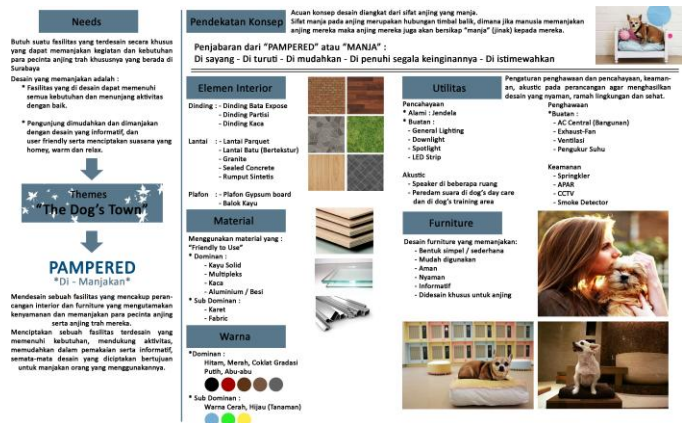 Needs
Butuh suatu fasilitas yang terdesain secara khusus
yang dapat memanjakan kegiatan dan kebutuhan
para pecinta anjing trah khususnya yang berada di
Surabaya
Desain yang memanjakan adalah :
* Fasilitas yang di desain dapat memenuhi
semua kebutuhan dan menunjang aktivitas
dengan baik.
* Pengunjung dimudahkan dan dimanjakan
dengan desain yang informatif, dan
user friendly serta menciptakan suasana yang
homey, warm dan relax.
Themes
"The Dog's Town"
PAMPERED
*Di - Manjakan*
Mendesain sebuah fasilitas yang mencakup peran-
cangan interior dan furniture yang mengutamakan
kenyamanan dan memanjakan para pecinta anjing
serta anjing trah mereka.
Menciptakan sebuah fasilitas terdesain yang
memenuhi kebutuhan, mendukung aktivitas,
memudahkan dalam pemakaian serta informatif,
semata-mata desain yang diciptakan bertujuan
untuk manjakan orang yang menggunakannya.
Pendekatan Konsep
Acuan konsep desain diangkat dari sifat anjing yang manja.
Sifat manja pada anjing merupakan hubungan timbal balik, dimana jika manusia memanjakan
anjing mereka maka anjing mereka juga akan bersikap "manja" (jinak) kepada mereka.
Penjabaran dari "PAMPERED" atau "MANJA" :
Di sayang - Di turuti - Di mudahkan - Di penuhi segala keinginannya - Di istimewahkan
Elemen Interior
Dinding : - Dinding Bata Expose
- Dinding Partisi
- Dinding Kaca
Lantai : - Lantai Parquet
- Lantai Batu (Bertekstur)
- Granite
- Sealed Concrete
- Rumput Sintetis
Plafon : - Plafon Gypsum board
- Balok Kayu
Material
Menggunakan material yang :
"Friendly to Use"
* Dominan :
- Kayu Solid
- Multipleks
- Kaca
- Aluminium / Besi
* Sub Dominan :
- Karet
- Fabric
Warna
*Dominan :
Hitam, Merah, Coklat Gradasi
Putih, Abu-abu
* Sub Dominan :
Warna Cerah, Hijau (Tanaman)
Utilitas
Pengaturan penghawaan dan pencahayaan, keaman-
an, akustik pada perancangan agar menghasilkan
desain yang nyaman, ramah lingkungan dan sehat.
Pencahayaan
* Alami : Jendela
* Buatan :
- General Lighting
- Downlight
- Spotlight
- LED Strip
Akustik
- Speaker di beberapa ruang
- Peredam suara di dog's day care
dan di dog's training area
Penghawaan
*Buatan :
- AC Central (Bangunan)
- Exhaust-Fan
- Ventilasi
- Pengukur Suhu
Keamanan
- Springkler
- APAR
- CCTV
- Smoke Detector
Furniture
Desain furniture yang memanjakan:
- Bentuk simpel / sederhana
- Mudah digunakan
- Aman
- Nyaman
- Informatif
- Didesain khusus untuk anjing